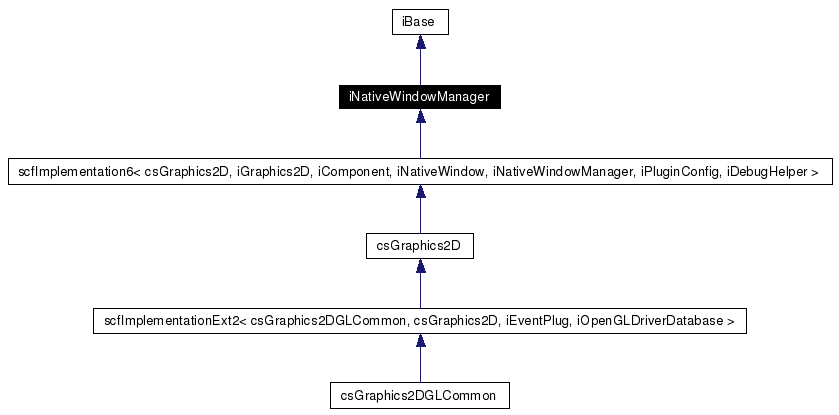 iBase
iNativeWindowManager
scfImplementation6< csGraphics2D, iGraphics2D, iComponent, iNativeWindow, iNativeWindowManager, iPluginConfig, iDebugHelper >
csGraphics2D
scfImplementationExt2< csGraphics2DGLCommon, csGraphics2D, iEventPlug, iOpenGLDriverDatabase >
csGraphics2DGLCommon